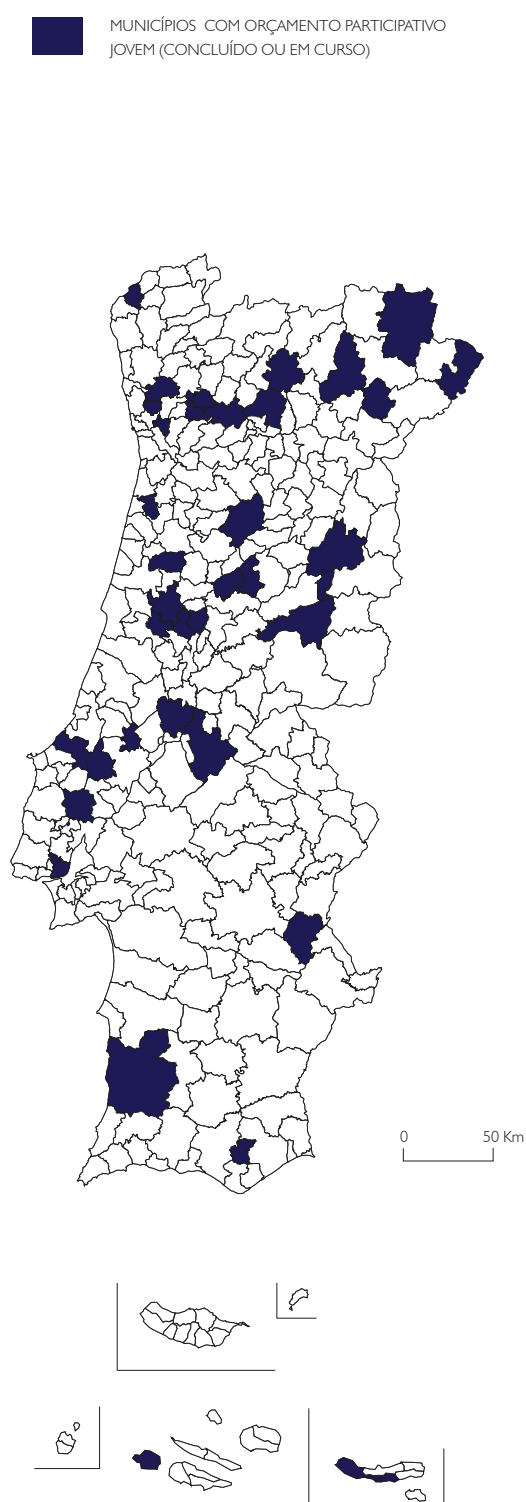 MUNICÍPIOS COM ORÇAMENTO PARTICIPATIVO
JOVEM (CONCLUÍDO OU EM CURSO)
0 50 Km